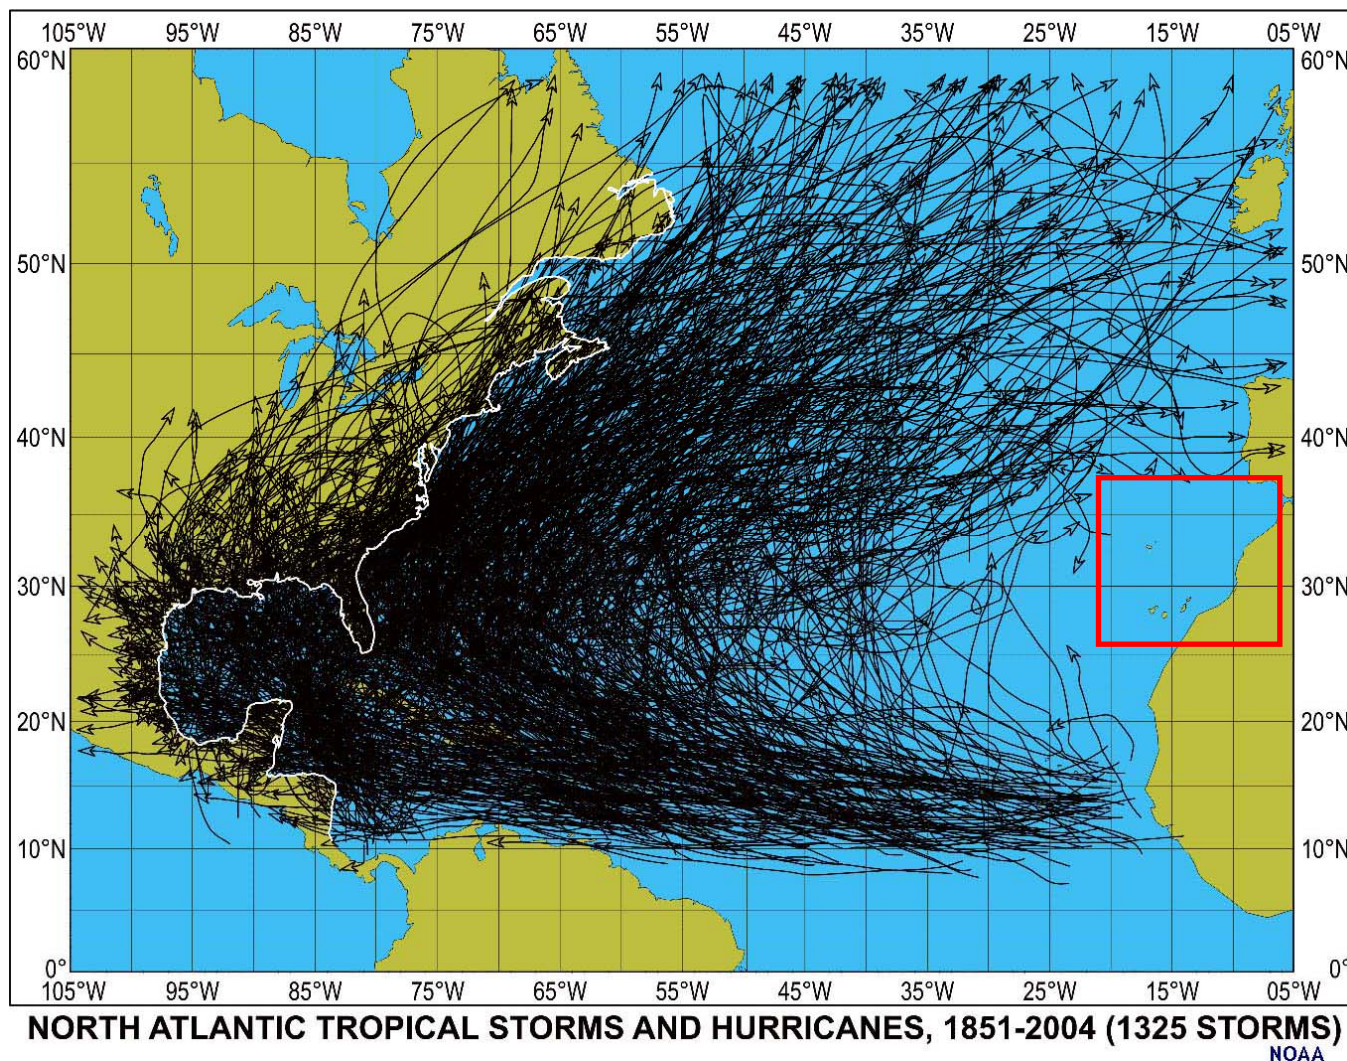 105°W 95°W 85°W 75°W 65°W 55°W 45°W 35°W 25°W 15°W 05°W
60°N 60°N
50°N 50°N
40°N 40°N
30°N 30°N
20°N 20°N
10°N 10°N
0° 0°
105°W 95°W 85°W 75°W 65°W 55°W 45°W 35°W 25°W 15°W 05°W
NORTH ATLANTIC TROPICAL STORMS AND HURRICANES, 1851-2004 (1325 STORMS)
NOAA